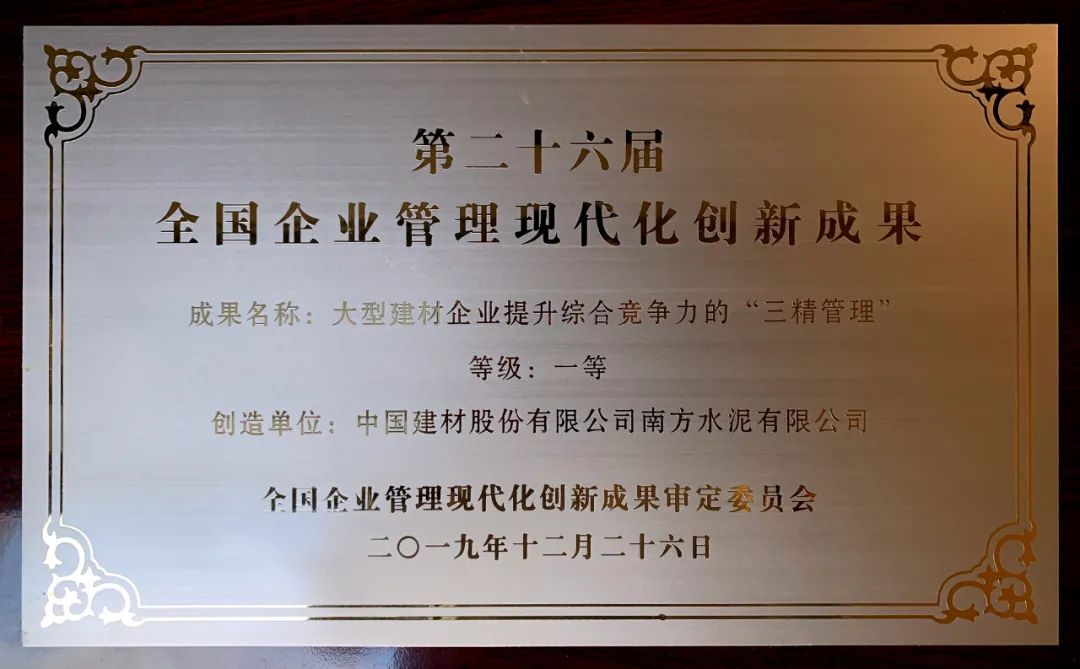 第二十六届
全国企业管理现代化创新成果
成果名称：大型建材企业提升综合竞争力的“三精管理”
等级：一等
创造单位：中国建材股份有限公司南方水泥有限公司
全国企业管理现代化创新成果审定委员会
二〇一九年十二月二十六日